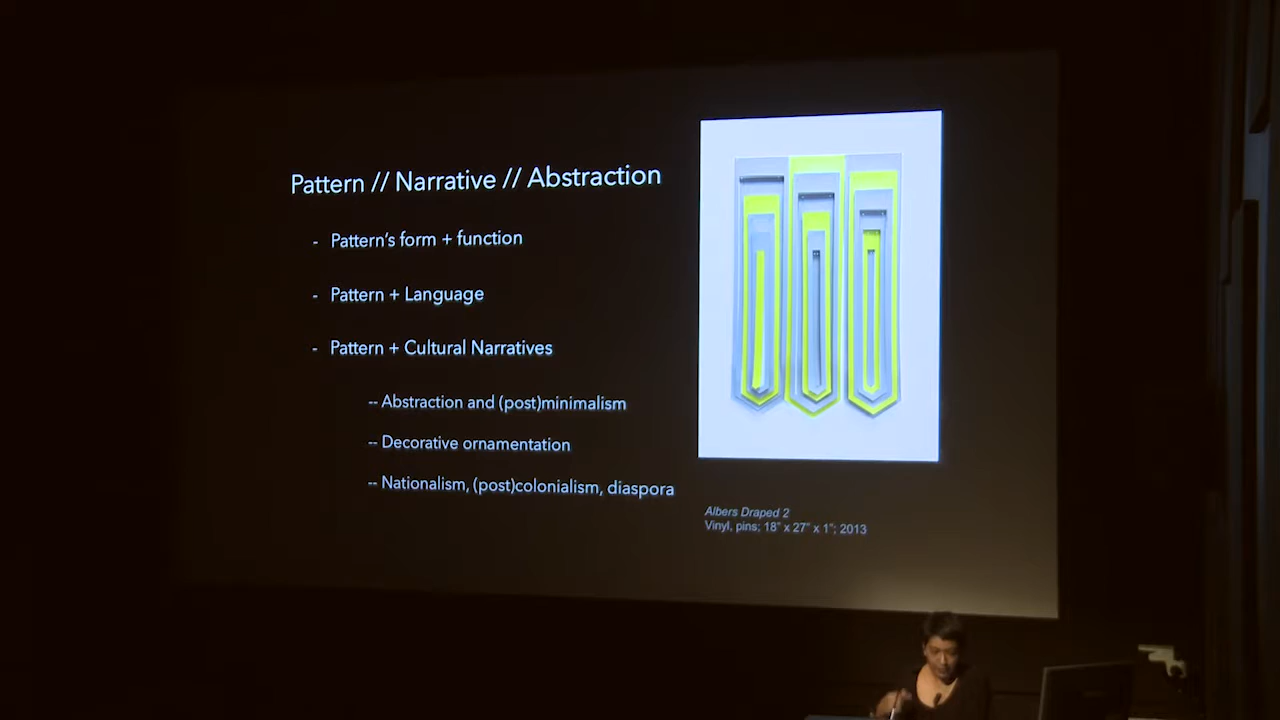 Pattern // Narrative // Abstraction
- Pattern's form + function
- Pattern + Language
- Pattern + Cultural Narratives
-- Abstraction and (post)minimalism
-- Decorative ornamentation
-- Nationalism, (post)colonialism, diaspora
Albers Draped 2
Vinyl, pins; 18" x 27" x 1"; 2013